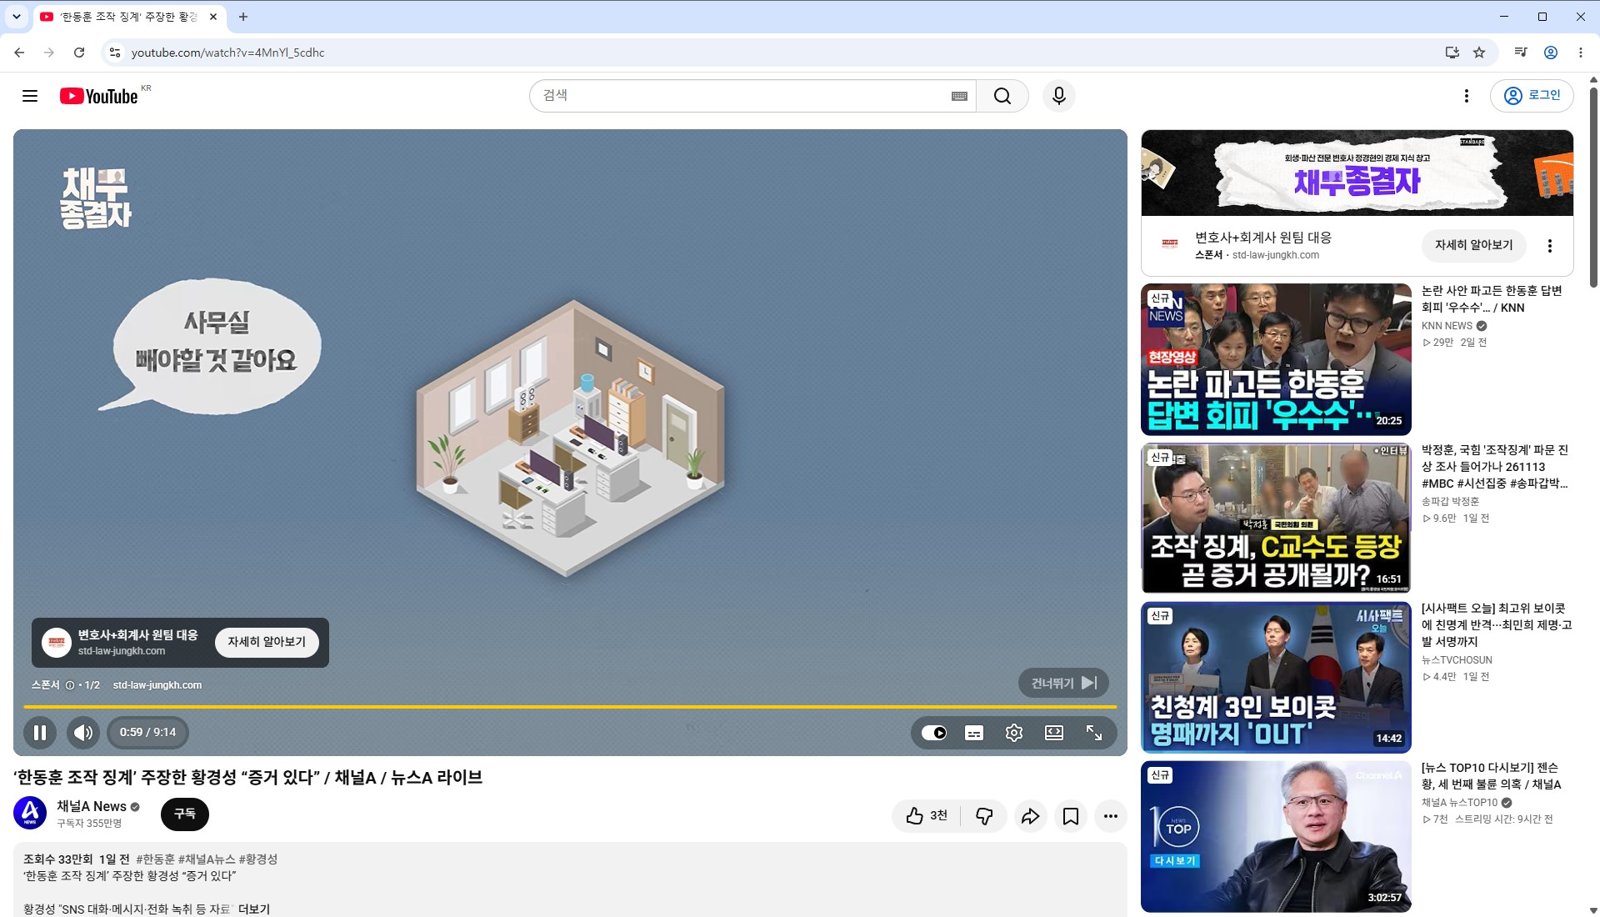 '한동훈 조작 징계' 주장한 황경
youtube.com/watch?v=4MnYl_5cdhc
YouTube KR
검색
로그인
채무
종결자
사무실
빼야할 것 같아요
변호사+회계사 원팀 대응
std-law-jungkh.com
자세히 알아보기
스폰서 · 1/2 std-law-jungkh.com
건너뛰기
0:59 / 9:14
‘한동훈 조작 징계’ 주장한 황경성 “증거 있다” / 채널A / 뉴스A 라이브
채널A News
구독자 355만명
구독
3천
조회수 33만회 1일 전 #한동훈 #채널A뉴스 #황경성
‘한동훈 조작 징계’ 주장한 황경성 “증거 있다”
황경성 "SNS 대화·메시지·전화 녹취 등 자료 더보기
STANDARD
회생·파산 전문 변호사 정경현의 경제 지식 창고
채무종결자
변호사+회계사 원팀 대응
스폰서 · std-law-jungkh.com
자세히 알아보기
신규
KNN
NEWS
현장영상
논란 파고든 한동훈
답변 회피 '우수수'…
20:25
논란 사안 파고든 한동훈 답변
회피 '우수수'… / KNN
KNN NEWS
29만 2일 전
신규
인터뷰
박정훈 국민의힘 의원
조작 징계, C교수도 등장
곧 증거 공개될까?
16:51
박정훈, 국힘 '조작징계' 파문 진
상 조사 들어가나 261113
#MBC #시선집중 #송파갑박...
송파갑 박정훈
9.6만 1일 전
신규
시사팩트
오늘
친청계 3인 보이콧
명패까지 'OUT'
14:42
[시사팩트 오늘] 최고위 보이콧
에 친명계 반격…최민희 제명·고
발 서명까지
뉴스TVCHOSUN
4.4만 1일 전
신규
Channel A
NEWS
TOP
10
다시보기
3:02:57
[뉴스 TOP10 다시보기] 젠슨
황, 세 번째 불륜 의혹 / 채널A
채널A 뉴스TOP10
7천 스트리밍 시간: 9시간 전